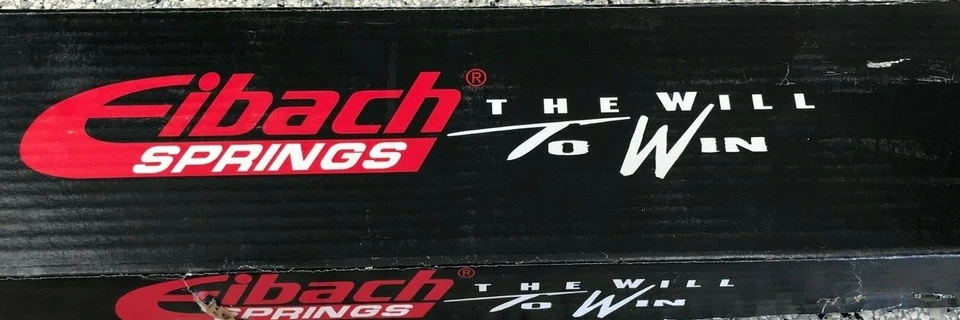 Eibach® THE WILL
SPRINGS TO WIN
Eibach® THE WILL
SPRINGS TO WIN